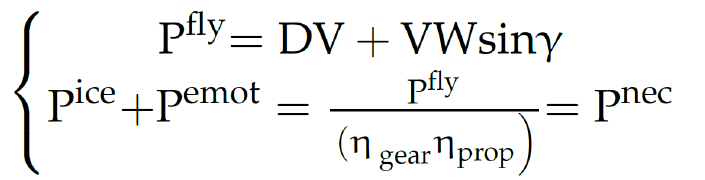 P^fly = DV + VWsinγ
P^ice + P^emot = P^fly / (η_gear η_prop) = P^nec